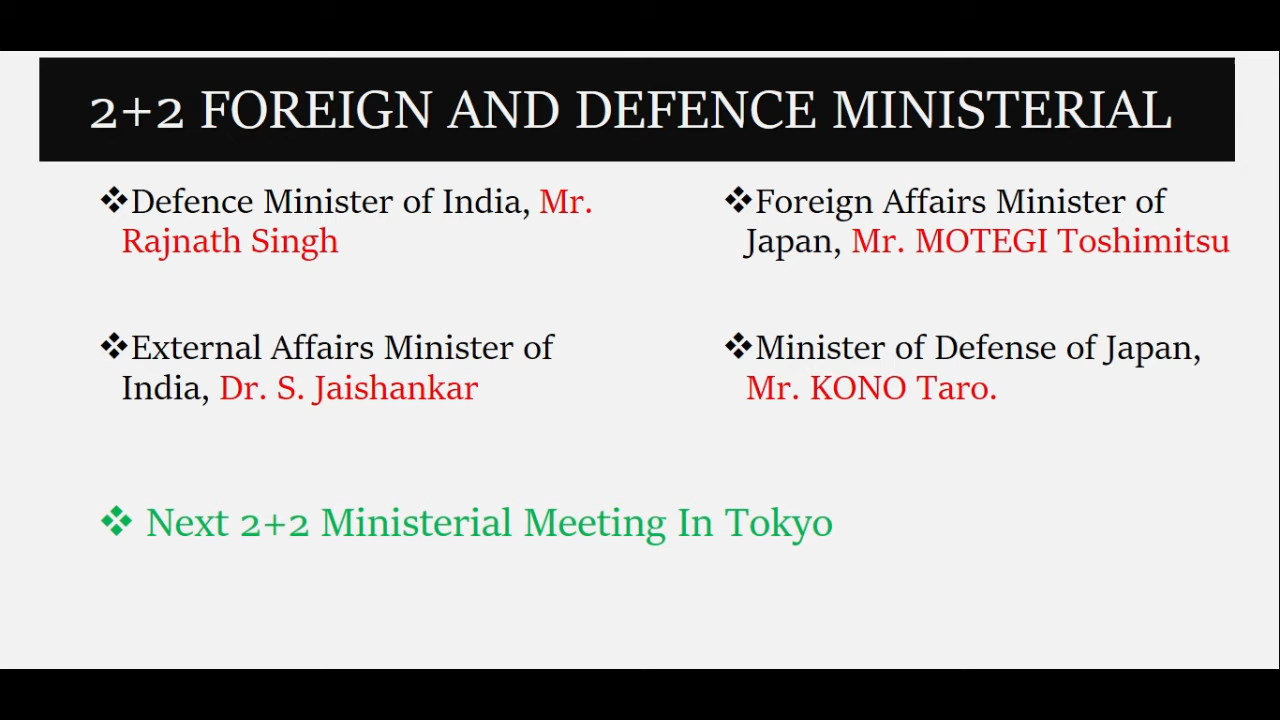 2+2 FOREIGN AND DEFENCE MINISTERIAL
❖Defence Minister of India, Mr.
Rajnath Singh
❖External Affairs Minister of
India, Dr. S. Jaishankar
❖Foreign Affairs Minister of
Japan, Mr. MOTEGI Toshimitsu
❖Minister of Defense of Japan,
Mr. KONO Taro.
❖ Next 2+2 Ministerial Meeting In Tokyo